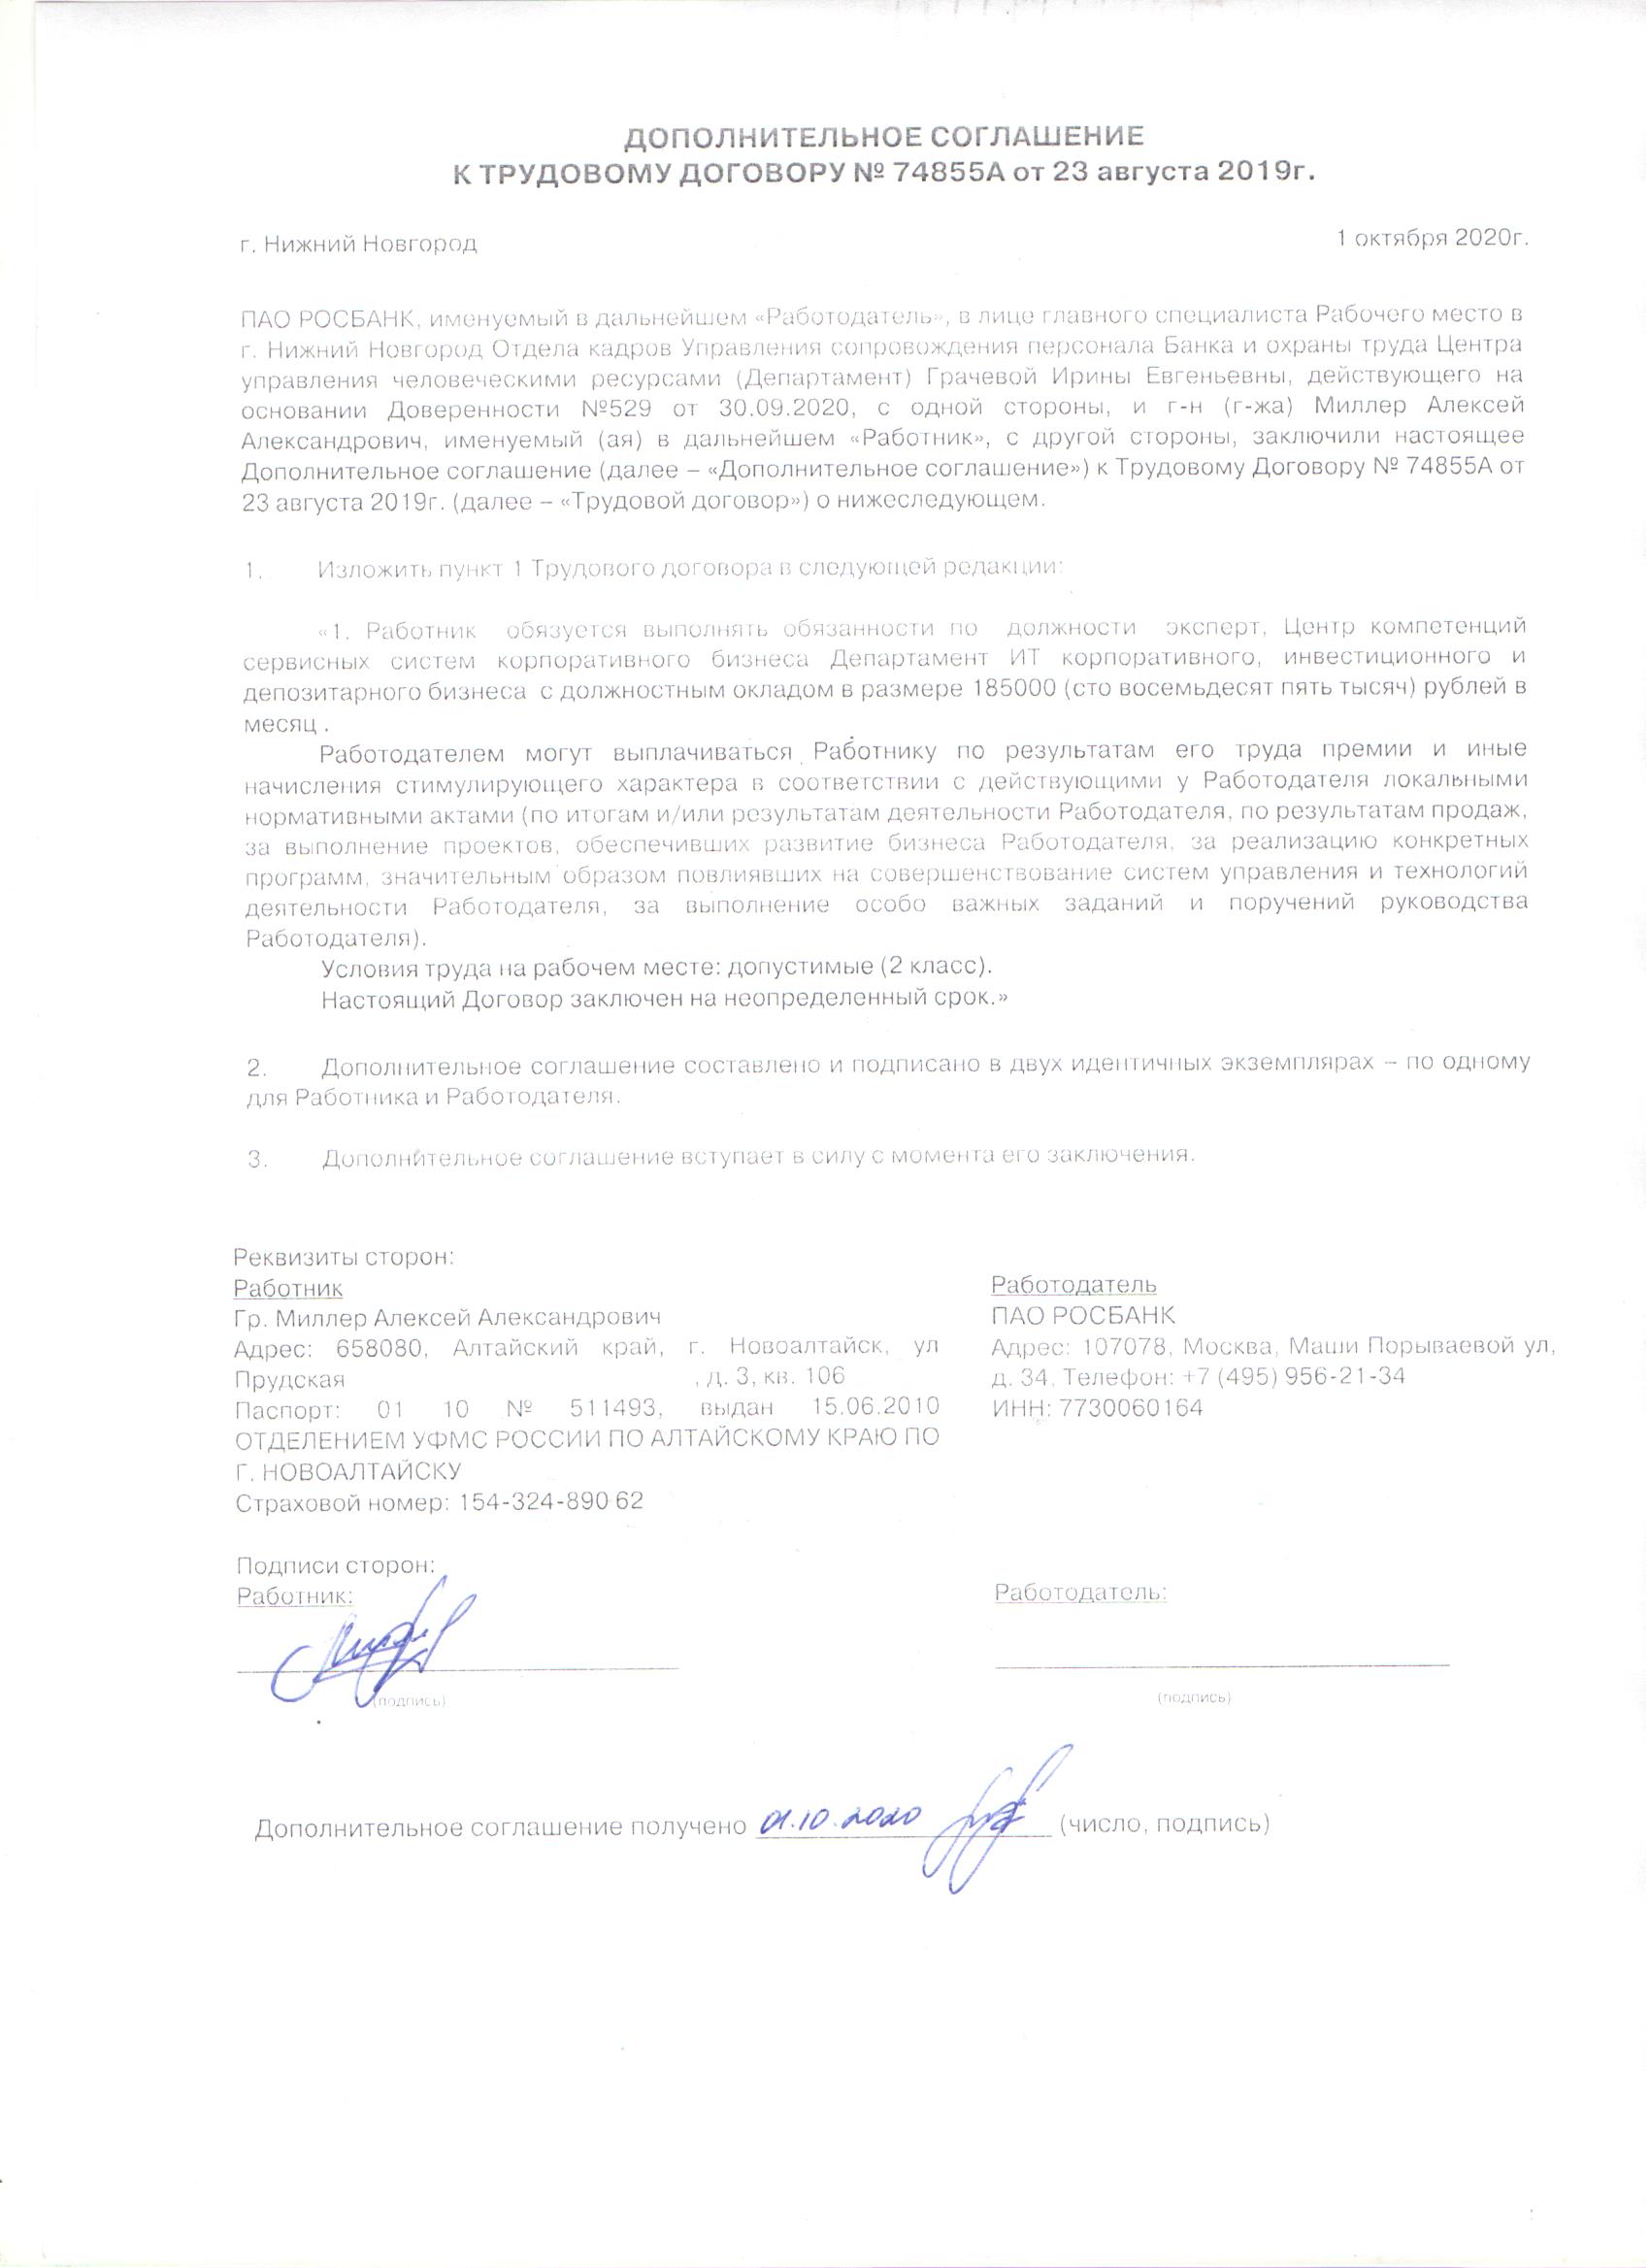 ДОПОЛНИТЕЛЬНОЕ СОГЛАШЕНИЕ
К ТРУДОВОМУ ДОГОВОРУ № 74855А от 23 августа 2019г.
г. Нижний Новгород 1 октября 2020г.
ПАО РОСБАНК, именуемый в дальнейшем «Работодатель», в лице главного специалиста Рабочего место в
г. Нижний Новгород Отдела кадров Управления сопровождения персонала Банка и охраны труда Центра
управления человеческими ресурсами (Департамент) Грачевой Ирины Евгеньевны, действующего на
основании Доверенности №529 от 30.09.2020, с одной стороны, и г-н (г-жа) Миллер Алексей
Александрович, именуемый (ая) в дальнейшем «Работник», с другой стороны, заключили настоящее
Дополнительное соглашение (далее – «Дополнительное соглашение») к Трудовому Договору № 74855А от
23 августа 2019г. (далее – «Трудовой договор») о нижеследующем.
1. Изложить пункт 1 Трудового договора в следующей редакции:
«1. Работник обязуется выполнять обязанности по должности эксперт, Центр компетенций
сервисных систем корпоративного бизнеса Департамент ИТ корпоративного, инвестиционного и
депозитарного бизнеса с должностным окладом в размере 185000 (сто восемьдесят пять тысяч) рублей в
месяц .
Работодателем могут выплачиваться Работнику по результатам его труда премии и иные
начисления стимулирующего характера в соответствии с действующими у Работодателя локальными
нормативными актами (по итогам и/или результатам деятельности Работодателя, по результатам продаж,
за выполнение проектов, обеспечивших развитие бизнеса Работодателя, за реализацию конкретных
программ, значительным образом повлиявших на совершенствование систем управления и технологий
деятельности Работодателя, за выполнение особо важных заданий и поручений руководства
Работодателя).
Условия труда на рабочем месте: допустимые (2 класс).
Настоящий Договор заключен на неопределенный срок.»
2. Дополнительное соглашение составлено и подписано в двух идентичных экземплярах – по одному
для Работника и Работодателя.
3. Дополнительное соглашение вступает в силу с момента его заключения.
Реквизиты сторон:
Работник
Гр. Миллер Алексей Александрович
Адрес: 658080, Алтайский край, г. Новоалтайск, ул
Прудская , д. 3, кв. 106
Паспорт: 01 10 № 511493, выдан 15.06.2010
ОТДЕЛЕНИЕМ УФМС РОССИИ ПО АЛТАЙСКОМУ КРАЮ ПО
Г. НОВОАЛТАЙСКУ
Страховой номер: 154-324-890 62
Работодатель
ПАО РОСБАНК
Адрес: 107078, Москва, Маши Порываевой ул,
д. 34, Телефон: +7 (495) 956-21-34
ИНН: 7730060164
Подписи сторон:
Работник:
(подпись)
Работодатель:
(подпись)
Дополнительное соглашение получено 01.10.2020 (число, подпись)